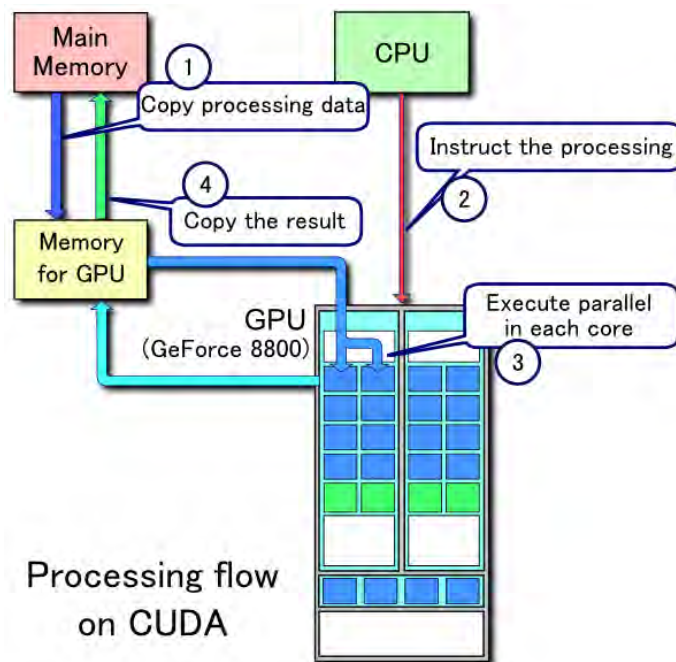 Main
Memory
1
Copy processing data
CPU
Instruct the processing
2
4
Copy the result
Memory
for GPU
GPU
(GeForce 8800)
Execute parallel
in each core
3
Processing flow
on CUDA